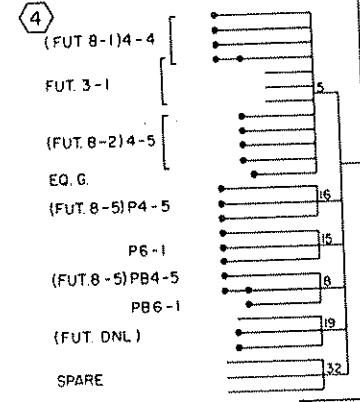 4
(FUT 8-1)4-4
FUT. 3-1
5
(FUT. 8-2)4-5
EQ. G.
(FUT. 8-5)P4-5
16
P6-1
15
(FUT. 8-5)PB4-5
8
PB6-1
(FUT. DNL)
19
SPARE
32